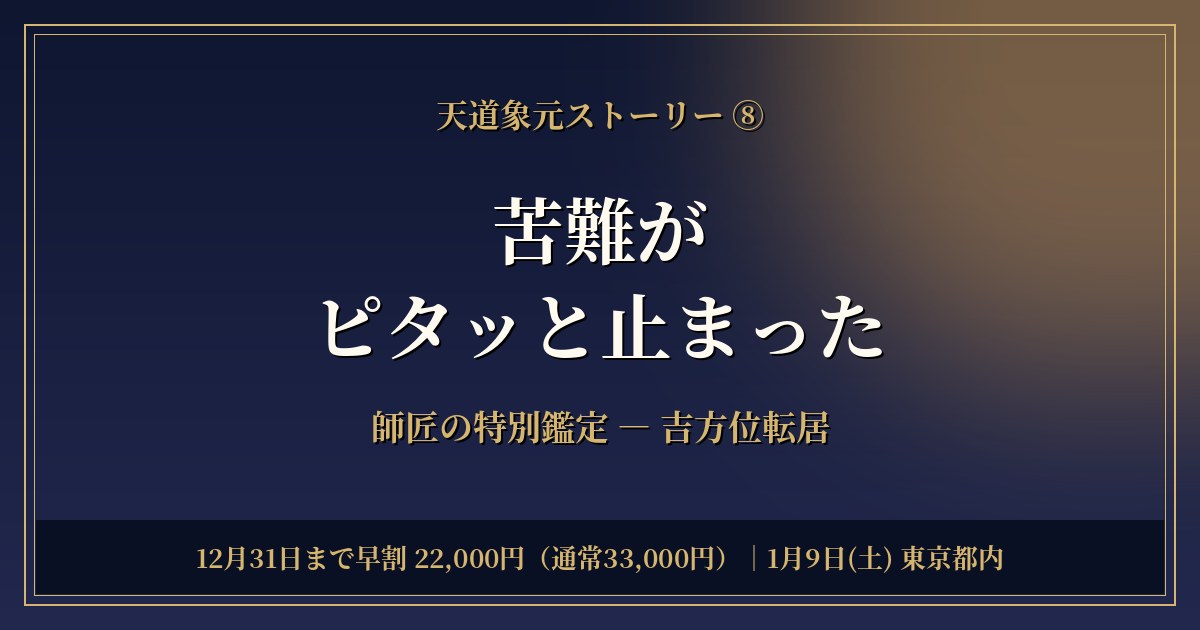 天道象元ストーリー ⑧
苦難が
ピタッと止まった
師匠の特別鑑定 — 吉方位転居
12月31日まで早割 22,000円（通常33,000円）｜1月9日(土) 東京都内